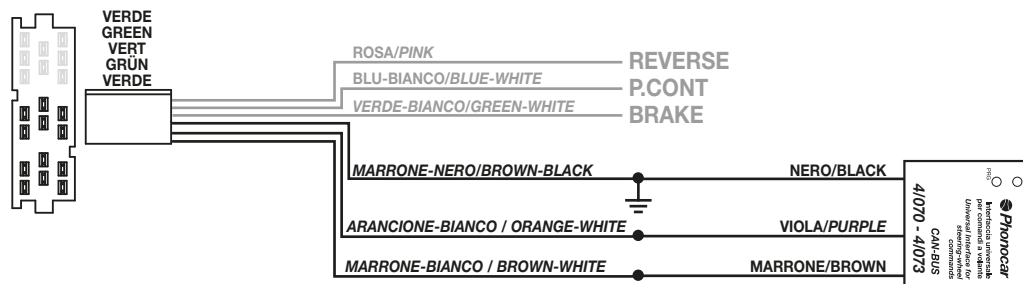 VERDE
GREEN
VERT
GRÜN
VERDE
ROSA/PINK
REVERSE
BLU-BIANCO/BLUE-WHITE
P.CONT
VERDE-BIANCO/GREEN-WHITE
BRAKE
MARRONE-NERO/BROWN-BLACK
NERO/BLACK
ARANCIONE-BIANCO / ORANGE-WHITE
VIOLA/PURPLE
MARRONE-BIANCO / BROWN-WHITE
MARRONE/BROWN
PRG
Phonocar
Interfaccia universale
per comandi a volante
Universal Interface for
steering-wheel
commands
CAN-BUS
4/070 - 4/073